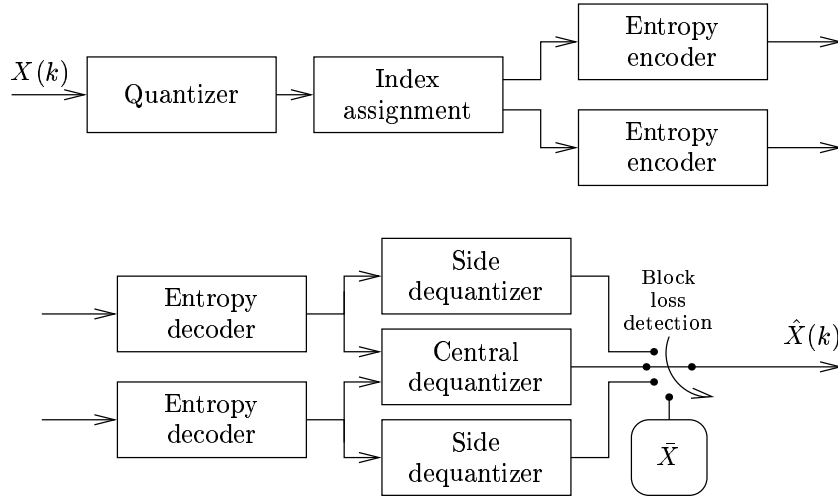 X(k)
Quantizer
Index
assignment
Entropy
encoder
Entropy
encoder
Entropy
decoder
Entropy
decoder
Side
dequantizer
Central
dequantizer
Side
dequantizer
Block
loss
detection
X̂(k)
X̄